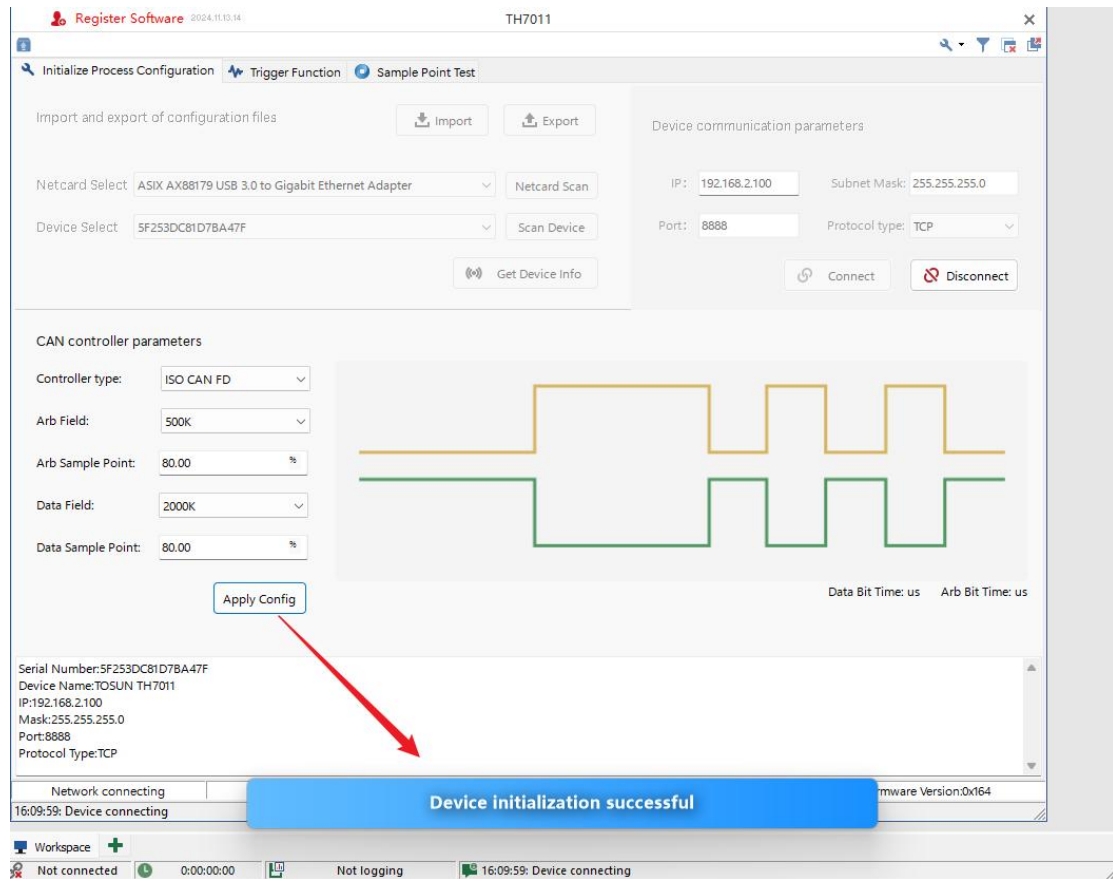 Register Software 2024.11.13.14 TH7011
Initialize Process Configuration Trigger Function Sample Point Test
Import and export of configuration files Import Export
Device communication parameters
Netcard Select ASIX AX88179 USB 3.0 to Gigabit Ethernet Adapter Netcard Scan
IP: 192.168.2.100 Subnet Mask: 255.255.255.0
Device Select 5F253DC81D7BA47F Scan Device
Port: 8888 Protocol type: TCP
Get Device Info
Connect Disconnect
CAN controller parameters
Controller type: ISO CAN FD
Arb Field: 500K
Arb Sample Point: 80.00 %
Data Field: 2000K
Data Sample Point: 80.00 %
Apply Config
Data Bit Time: us Arb Bit Time: us
Serial Number:5F253DC81D7BA47F
Device Name:TOSUN TH7011
IP:192.168.2.100
Mask:255.255.255.0
Port:8888
Protocol Type:TCP
Network connecting
Device initialization successful
rmware Version:0x164
16:09:59: Device connecting
Workspace
Not connected 0:00:00:00 Not logging 16:09:59: Device connecting